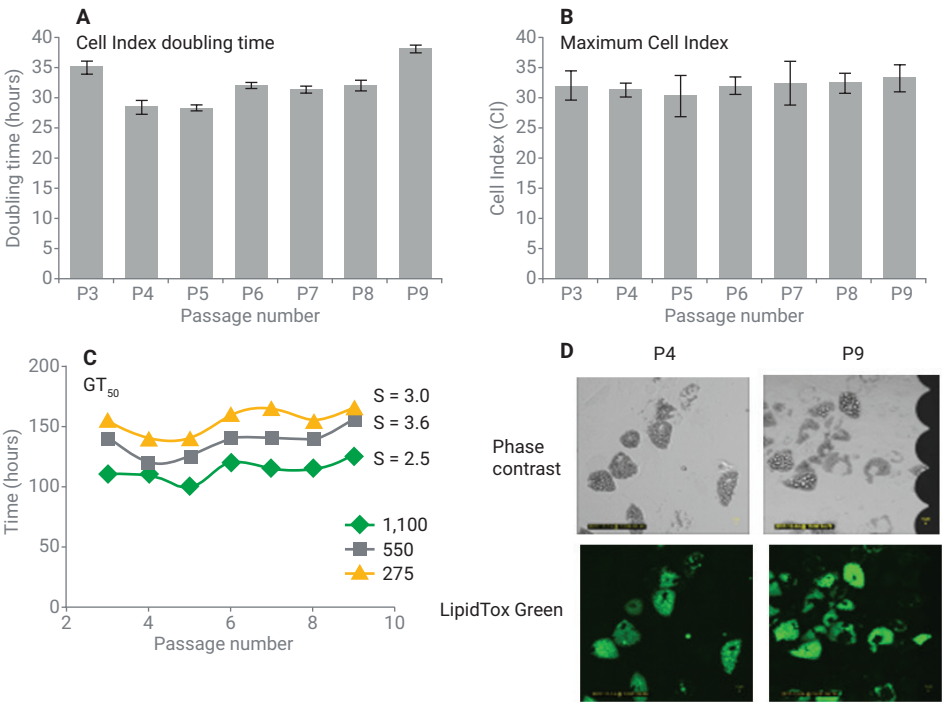 A
Cell Index doubling time
Doubling time (hours)
40
35
30
25
20
15
10
5
0
P3 P4 P5 P6 P7 P8 P9
Passage number
B
Maximum Cell Index
Cell Index (CI)
40
35
30
25
20
15
10
5
0
P3 P4 P5 P6 P7 P8 P9
Passage number
C
GT50
Time (hours)
200
150
100
50
0
S = 3.0
S = 3.6
S = 2.5
1,100
550
275
2 4 6 8 10
Passage number
D
P4 P9
Phase
contrast
LipidTox Green